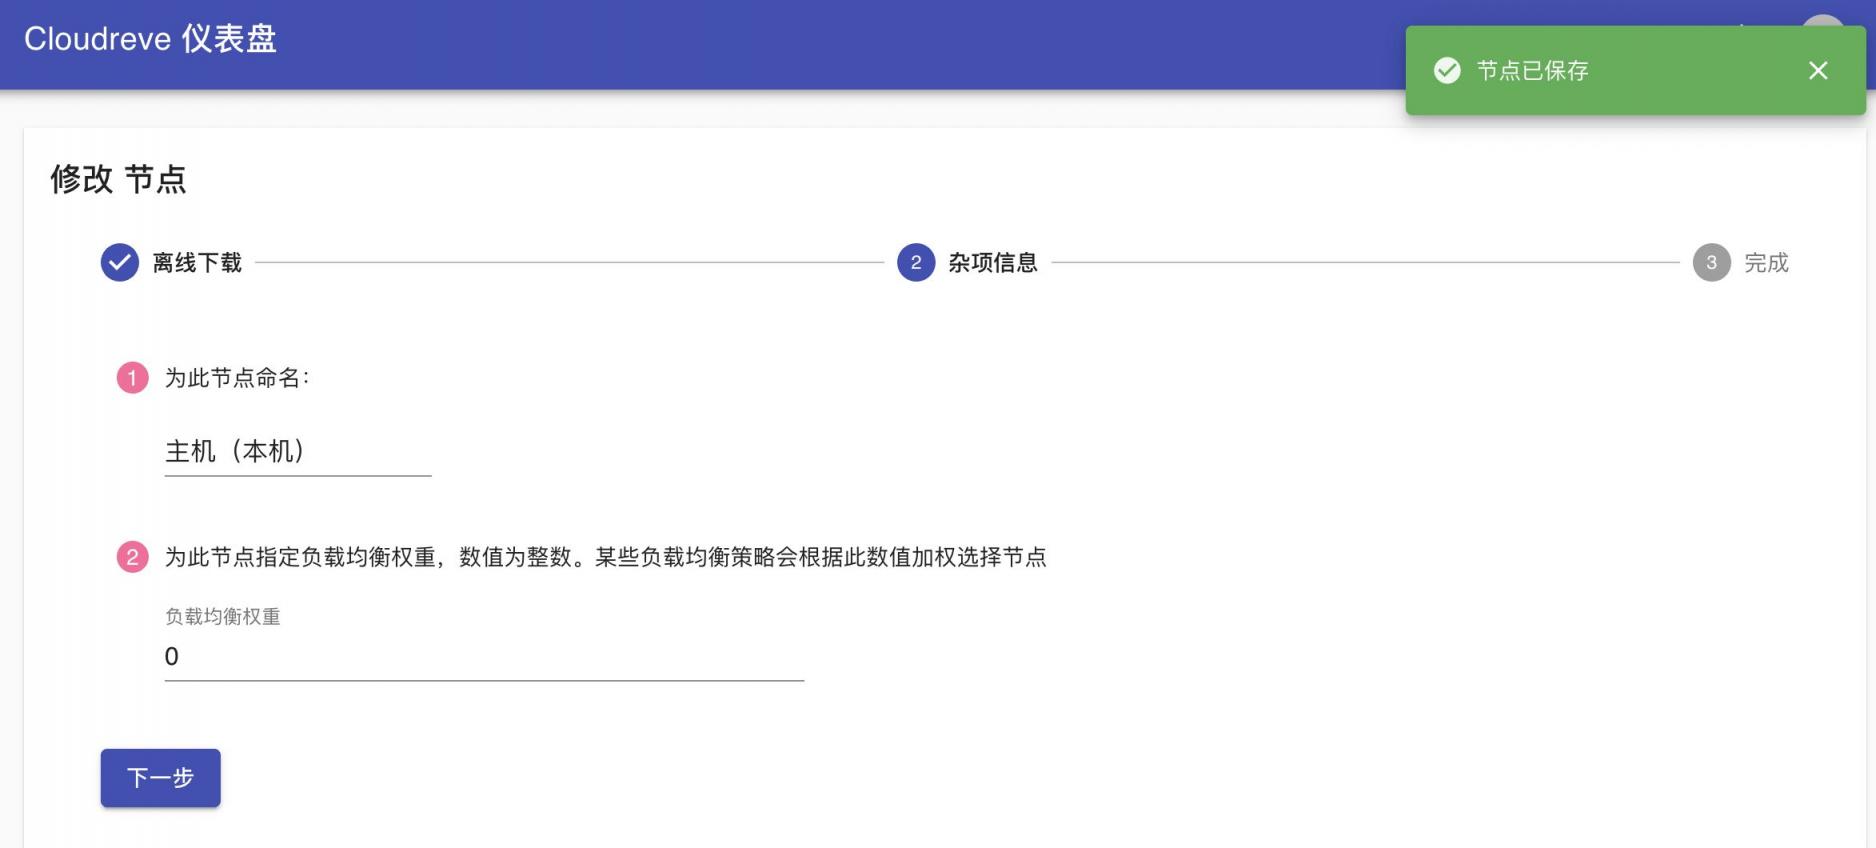 Cloudreve 仪表盘
节点已保存
修改 节点
离线下载
2 杂项信息
3 完成
1 为此节点命名：
主机（本机）
2 为此节点指定负载均衡权重，数值为整数。某些负载均衡策略会根据此数值加权选择节点
负载均衡权重
0
下一步